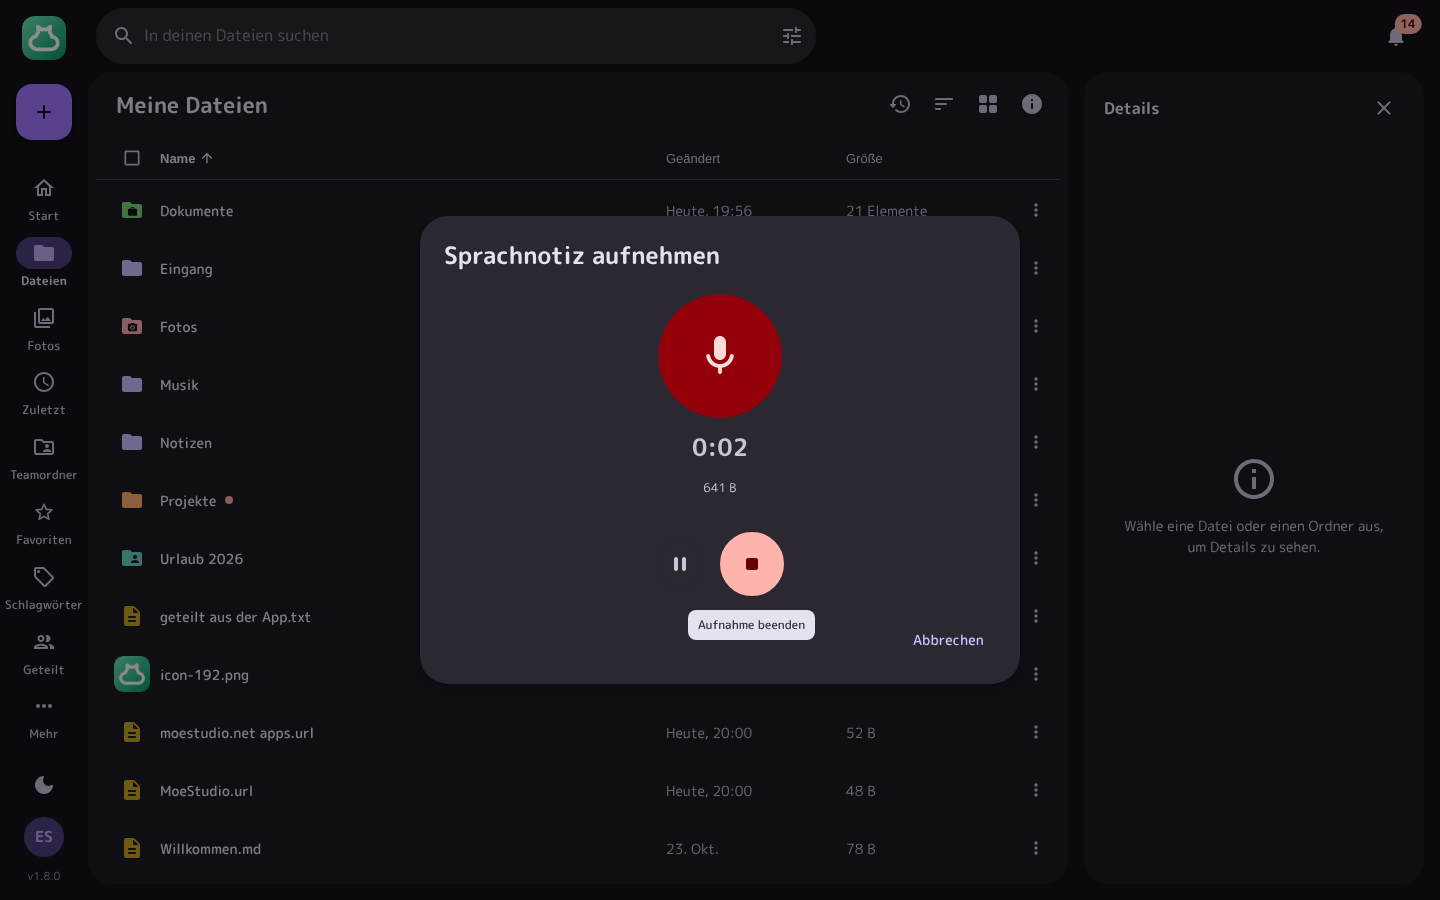 In deinen Dateien suchen
14
Meine Dateien
Details
Name
Geändert
Größe
Start
Dateien
Fotos
Zuletzt
Teamordner
Favoriten
Schlagwörter
Geteilt
Mehr
ES
v1.8.0
Dokumente
Heute, 19:56
21 Elemente
Eingang
Fotos
Musik
Notizen
Projekte
Urlaub 2026
geteilt aus der App.txt
icon-192.png
moestudio.net apps.url
Heute, 20:00
52 B
MoeStudio.url
Heute, 20:00
48 B
Willkommen.md
23. Okt.
78 B
Sprachnotiz aufnehmen
0:02
641 B
Aufnahme beenden
Abbrechen
Wähle eine Datei oder einen Ordner aus,
um Details zu sehen.